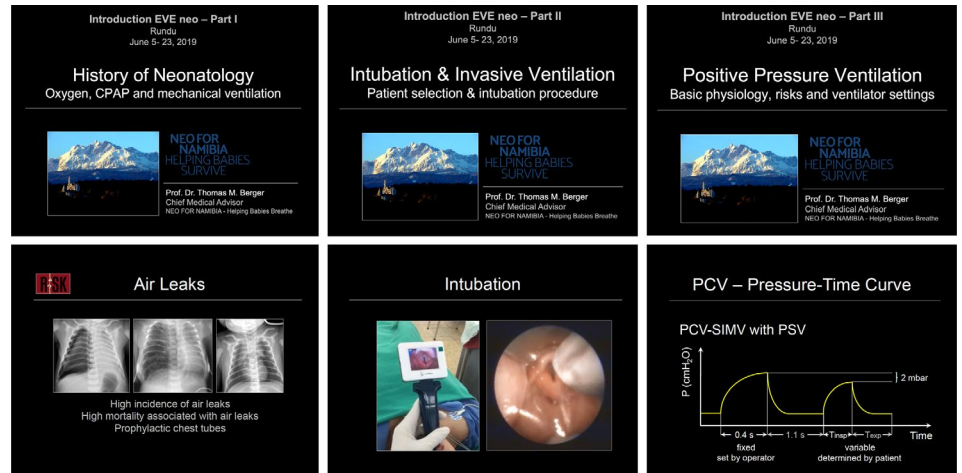 Introduction EVE neo – Part I
Rundu
June 5- 23, 2019
History of Neonatology
Oxygen, CPAP and mechanical ventilation
NEO FOR
NAMIBIA
HELPING BABIES
SURVIVE
Prof. Dr. Thomas M. Berger
Chief Medical Advisor
NEO FOR NAMIBIA - Helping Babies Breathe
Introduction EVE neo – Part II
Rundu
June 5- 23, 2019
Intubation & Invasive Ventilation
Patient selection & intubation procedure
NEO FOR
NAMIBIA
HELPING BABIES
SURVIVE
Prof. Dr. Thomas M. Berger
Chief Medical Advisor
NEO FOR NAMIBIA - Helping Babies Breathe
Introduction EVE neo – Part III
Rundu
June 5- 23, 2019
Positive Pressure Ventilation
Basic physiology, risks and ventilator settings
NEO FOR
NAMIBIA
HELPING BABIES
SURVIVE
Prof. Dr. Thomas M. Berger
Chief Medical Advisor
NEO FOR NAMIBIA - Helping Babies Breathe
RISK
Air Leaks
High incidence of air leaks
High mortality associated with air leaks
Prophylactic chest tubes
Intubation
PCV – Pressure-Time Curve
PCV-SIMV with PSV
P (cmH2O)
2 mbar
0.4 s 1.1 s Tinsp Texp Time
fixed variable
set by operator determined by patient